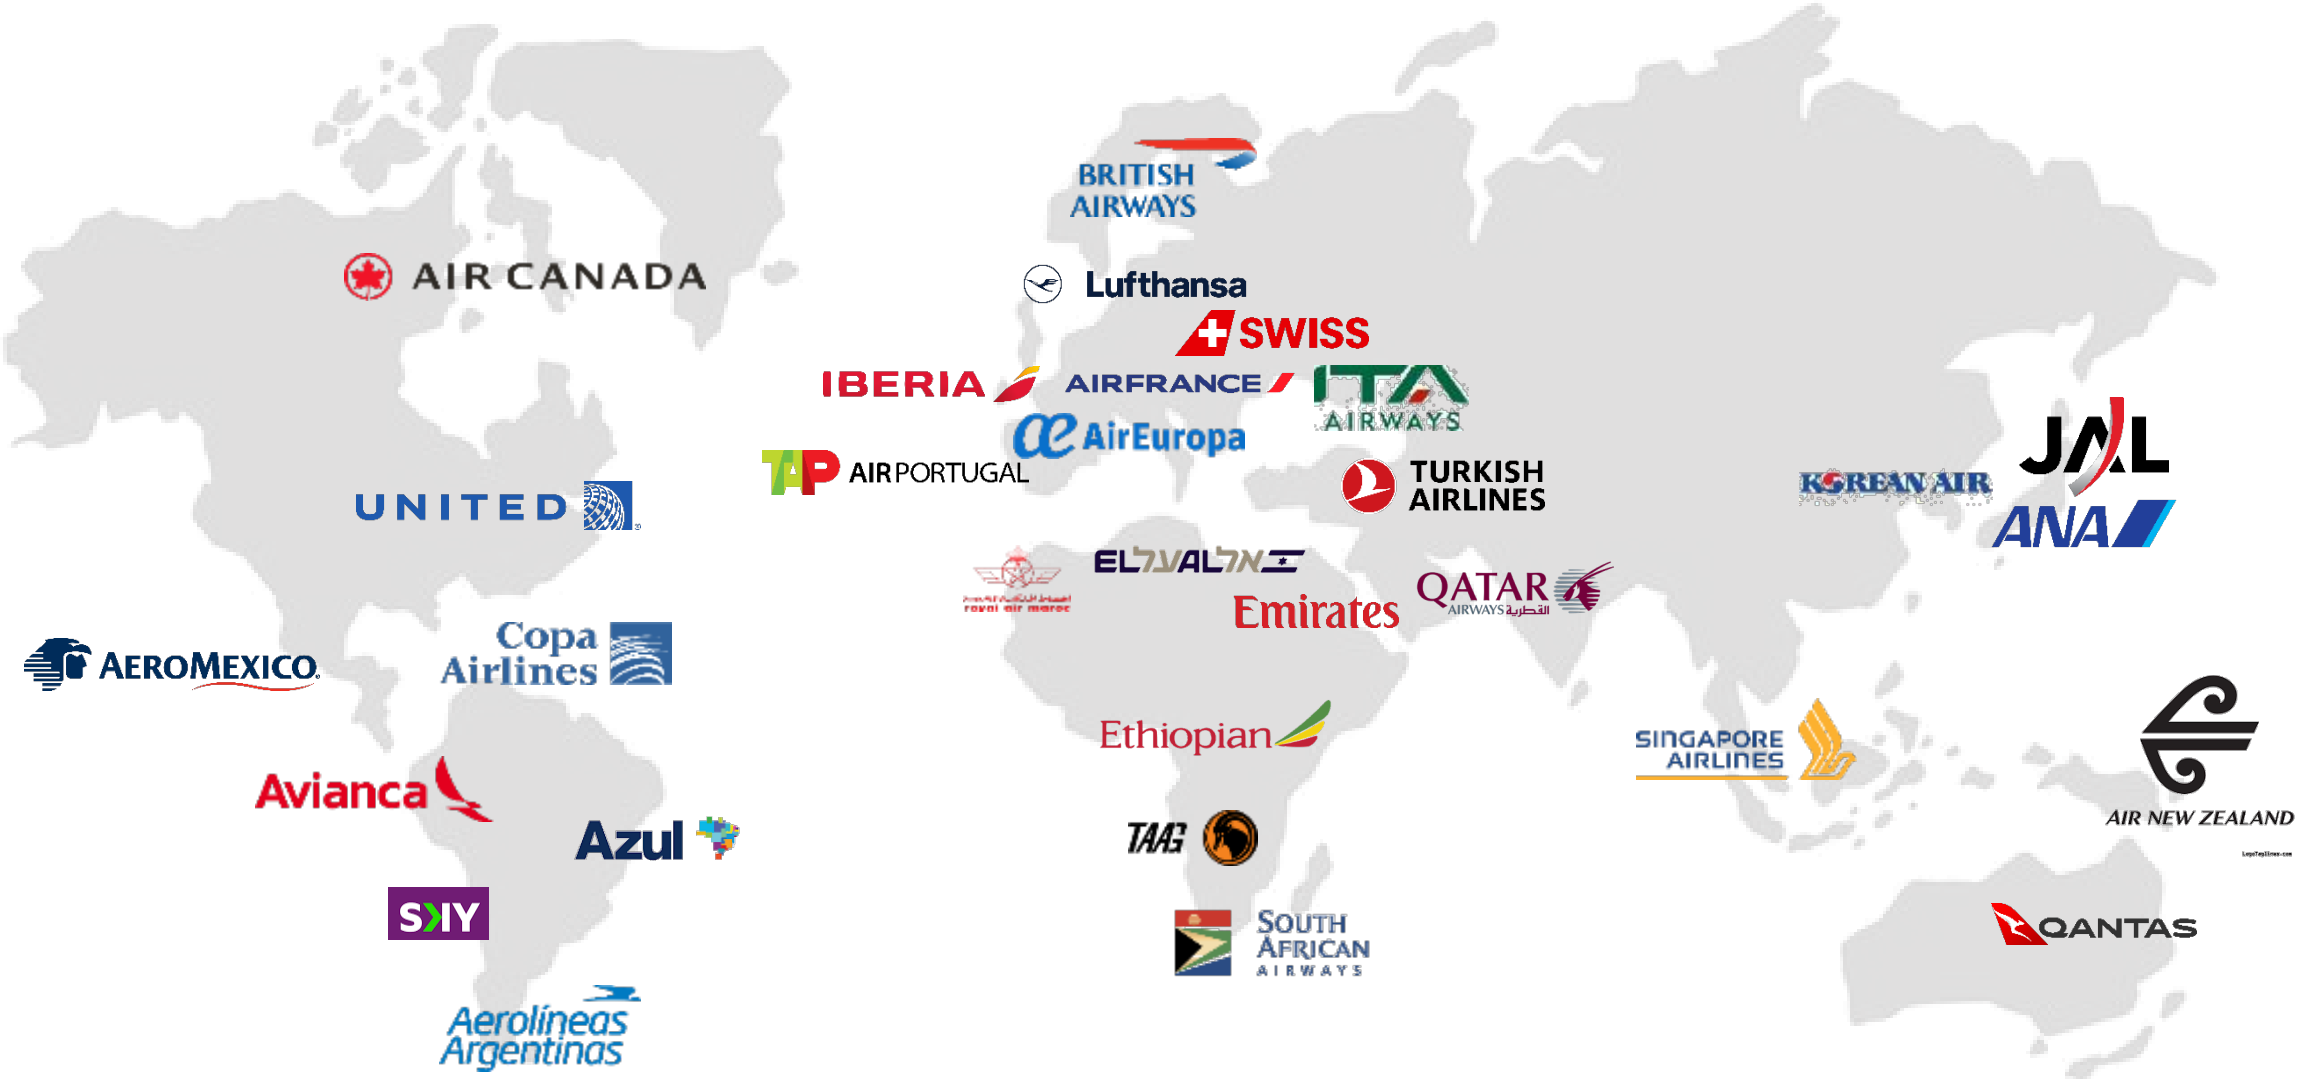 BRITISH
AIRWAYS
AIR CANADA
Lufthansa
SWISS
IBERIA
AIRFRANCE
ITA
AIRWAYS
AirEuropa
TAP AIRPORTUGAL
TURKISH
AIRLINES
KOREAN AIR
JAL
ANA
UNITED
royal air maroc
ELעלALאל
Emirates
QATAR
AIRWAYS القطرية
AEROMEXICO
Copa
Airlines
Ethiopian
SINGAPORE
AIRLINES
AIR NEW ZEALAND
Avianca
Azul
TAAG
SKY
SOUTH
AFRICAN
AIRWAYS
QANTAS
Aerolíneas
Argentinas